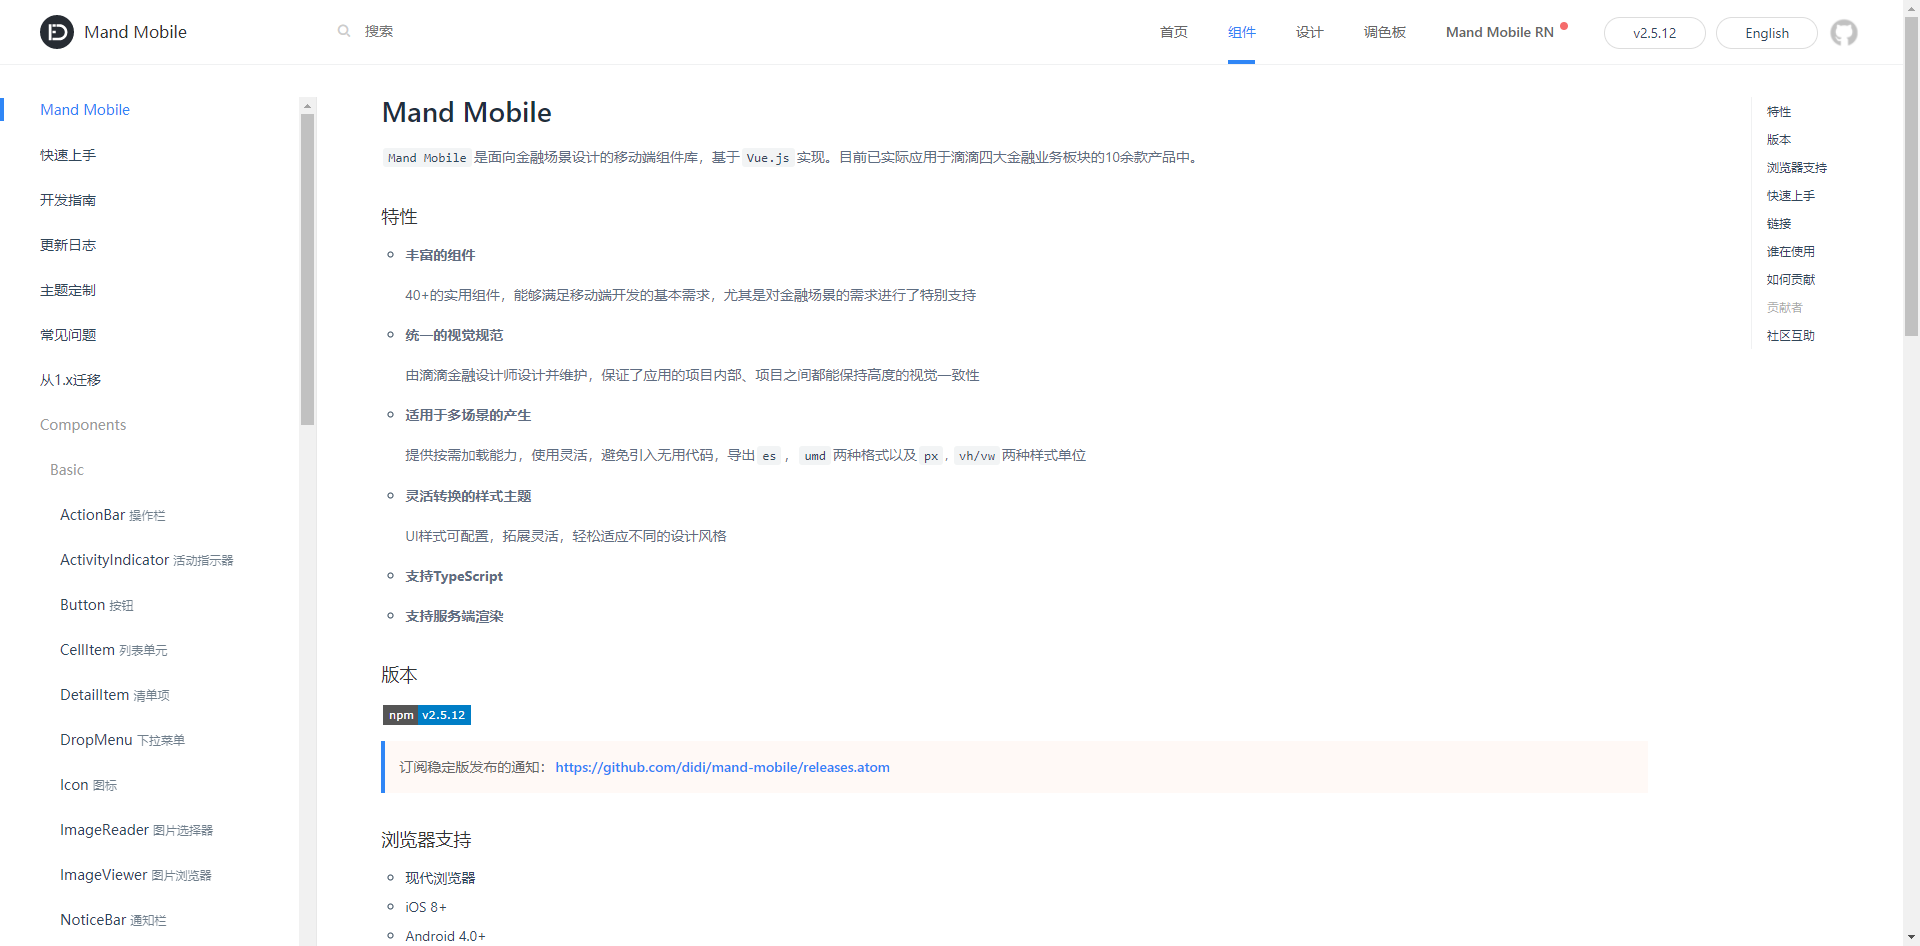 Mand Mobile
搜索
首页
组件
设计
调色板
Mand Mobile RN
v2.5.12
English
Mand Mobile
快速上手
开发指南
更新日志
主题定制
常见问题
从1.x迁移
Components
Basic
ActionBar 操作栏
ActivityIndicator 活动指示器
Button 按钮
CellItem 列表单元
DetailItem 清单项
DropMenu 下拉菜单
Icon 图标
ImageReader 图片选择器
ImageViewer 图片浏览器
NoticeBar 通知栏
Mand Mobile
Mand Mobile 是面向金融场景设计的移动端组件库，基于 Vue.js 实现。目前已实际应用于滴滴四大金融业务板块的10余款产品中。
特性
丰富的组件
40+的实用组件，能够满足移动端开发的基本需求，尤其是对金融场景的需求进行了特别支持
统一的视觉规范
由滴滴金融设计师设计并维护，保证了应用的项目内部、项目之间都能保持高度的视觉一致性
适用于多场景的产生
提供按需加载能力，使用灵活，避免引入无用代码，导出 es ， umd 两种格式以及 px , vh/vw 两种样式单位
灵活转换的样式主题
UI样式可配置，拓展灵活，轻松适应不同的设计风格
支持TypeScript
支持服务端渲染
版本
npm v2.5.12
订阅稳定版发布的通知：https://github.com/didi/mand-mobile/releases.atom
浏览器支持
现代浏览器
iOS 8+
Android 4.0+
特性
版本
浏览器支持
快速上手
链接
谁在使用
如何贡献
贡献者
社区互助